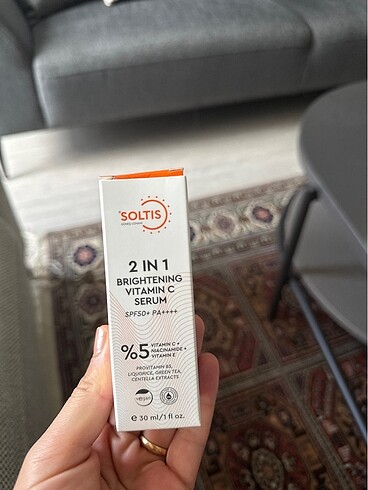 SOLTIS
2 IN 1
BRIGHTENING
VITAMIN C
SERUM
SPF50+ PA++++
%5 VITAMIN C +
NIACINAMIDE +
VITAMIN E
PROVITAMIN B5,
LIQUORICE, GREEN TEA,
CENTELLA EXTRACTS
VEGAN
e 30 ml/1 fl oz.